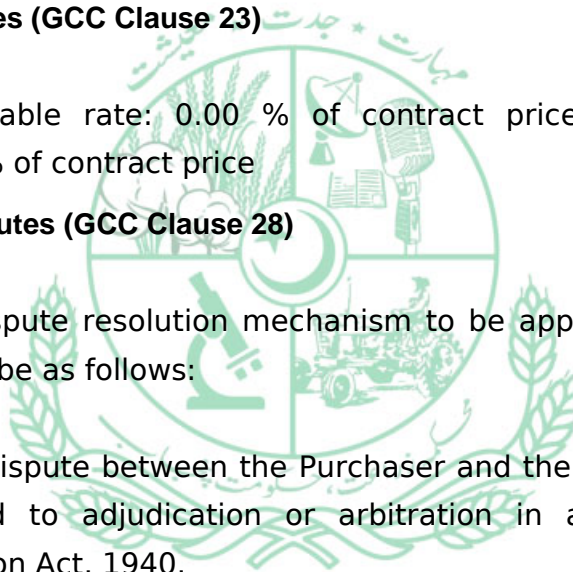 es (GCC Clause 23)
able rate: 0.00 % of contract price
% of contract price
utes (GCC Clause 28)
spute resolution mechanism to be app
be as follows:
ispute between the Purchaser and the
d to adjudication or arbitration in a
on Act, 1940.